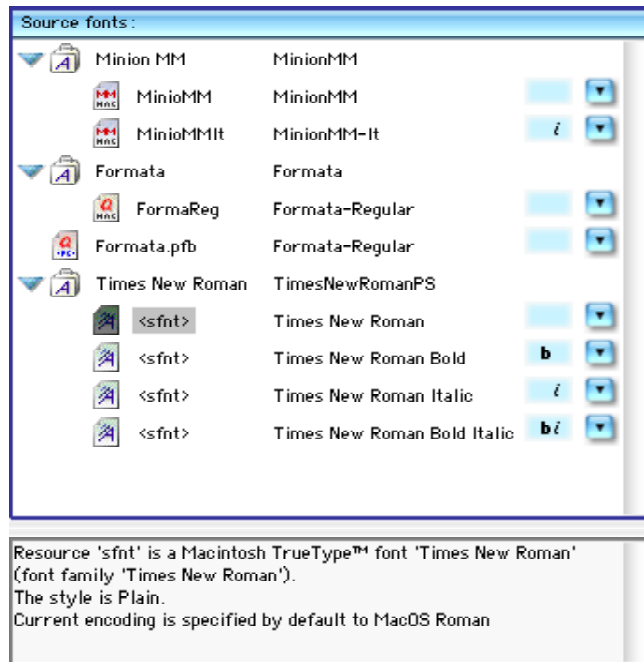 Source fonts:
Minion MM MinionMM
MinioMM MinionMM
MinioMMIt MinionMM-It i
Formata Formata
FormaReg Formata-Regular
Formata.pfb Formata-Regular
Times New Roman TimesNewRomanPS
<sfnt> Times New Roman
<sfnt> Times New Roman Bold b
<sfnt> Times New Roman Italic i
<sfnt> Times New Roman Bold Italic bi
Resource 'sfnt' is a Macintosh TrueType™ font 'Times New Roman'
(font family 'Times New Roman').
The style is Plain.
Current encoding is specified by default to MacOS Roman